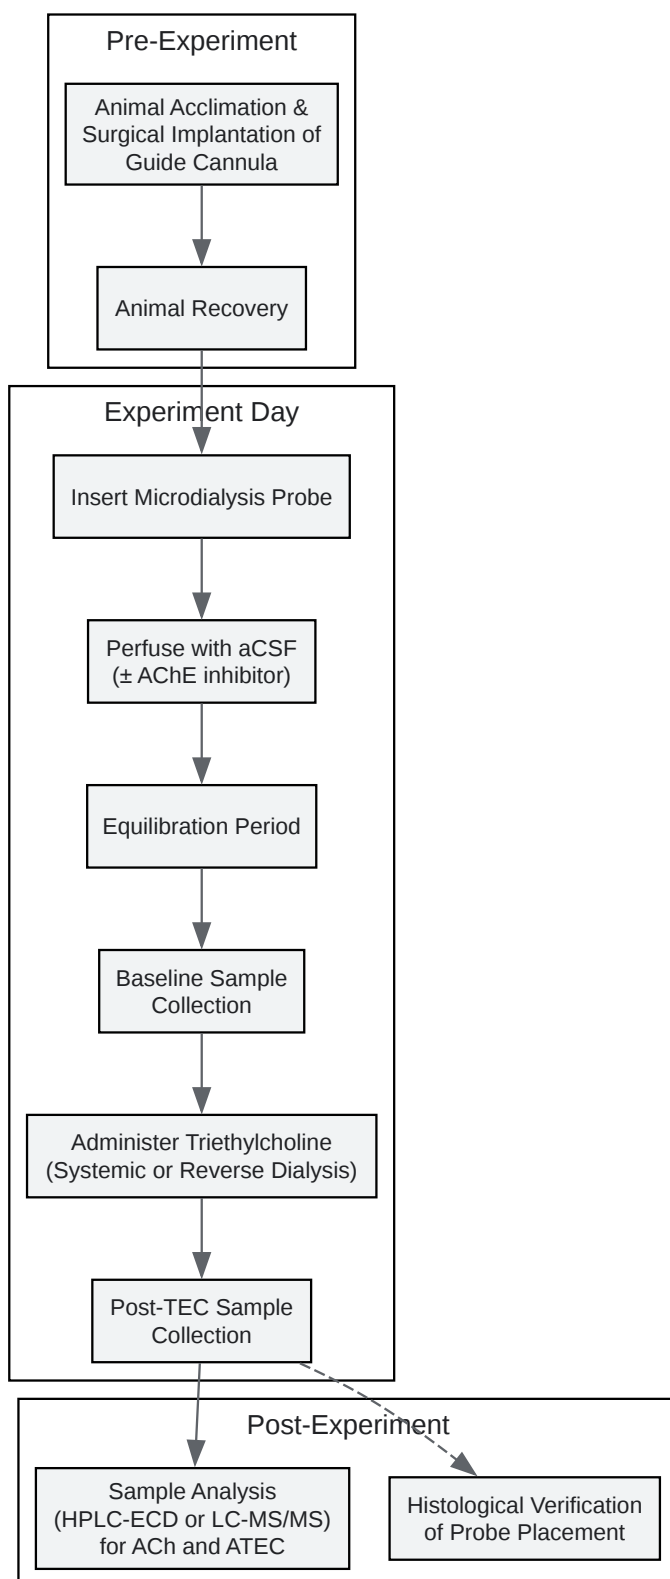 Pre-Experiment
Animal Acclimation &
Surgical Implantation of
Guide Cannula
Animal Recovery
Experiment Day
Insert Microdialysis Probe
Perfuse with aCSF
(± AChE inhibitor)
Equilibration Period
Baseline Sample
Collection
Administer Triethylcholine
(Systemic or Reverse Dialysis)
Post-TEC Sample
Collection
Post-Experiment
Sample Analysis
(HPLC-ECD or LC-MS/MS)
for ACh and ATEC
Histological Verification
of Probe Placement